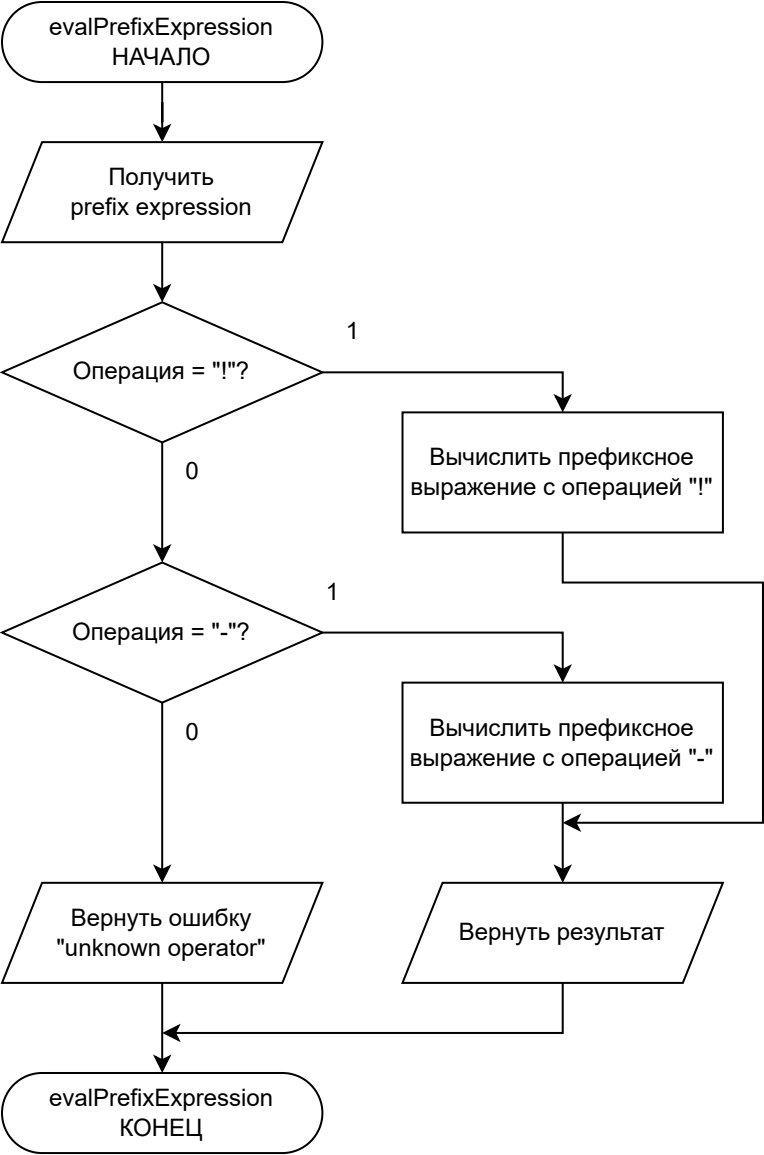 evalPrefixExpression
НАЧАЛО
Получить
prefix expression
Операция = "!"?
1
0
Вычислить префиксное
выражение с операцией "!"
Операция = "-"?
1
0
Вычислить префиксное
выражение с операцией "-"
Вернуть ошибку
"unknown operator"
Вернуть результат
evalPrefixExpression
КОНЕЦ